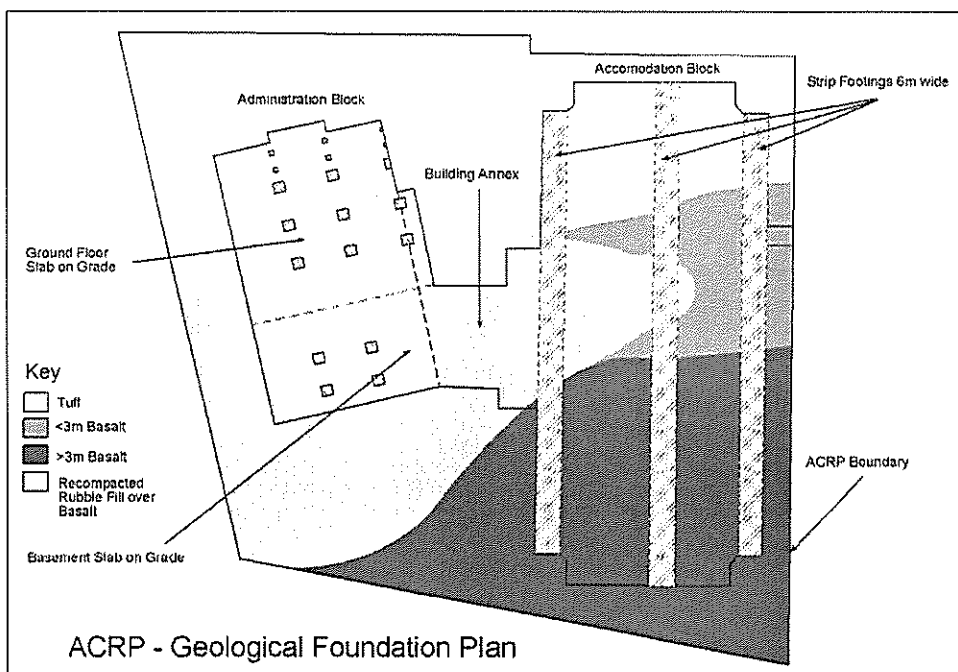 Accomodation Block
Strip Footings 6m wide
Administration Block
Building Annex
Ground Floor
Slab on Grade
Key
Tuff
<3m Basalt
>3m Basalt
Recompacted
Rubble Fill over
Basalt
ACRP Boundary
Basement Slab on Grade
ACRP - Geological Foundation Plan